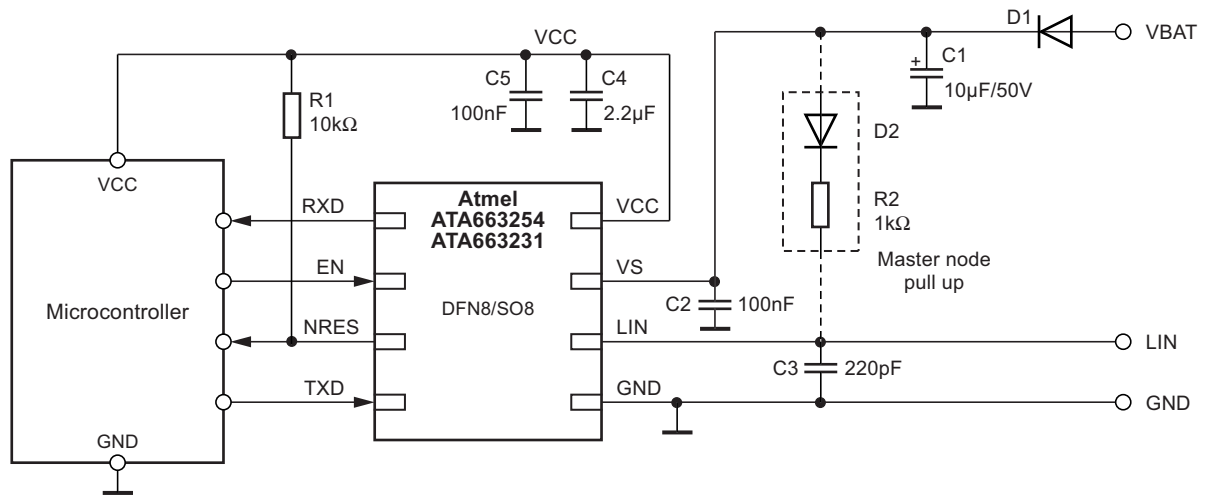 D1
VBAT
VCC
C5
100nF
C4
2.2µF
+
C1
10µF/50V
R1
10kΩ
D2
R2
1kΩ
Master node
pull up
VCC
Microcontroller
GND
RXD
EN
NRES
TXD
Atmel
ATA663254
ATA663231
DFN8/SO8
VCC
VS
LIN
GND
C2
100nF
C3
220pF
LIN
GND